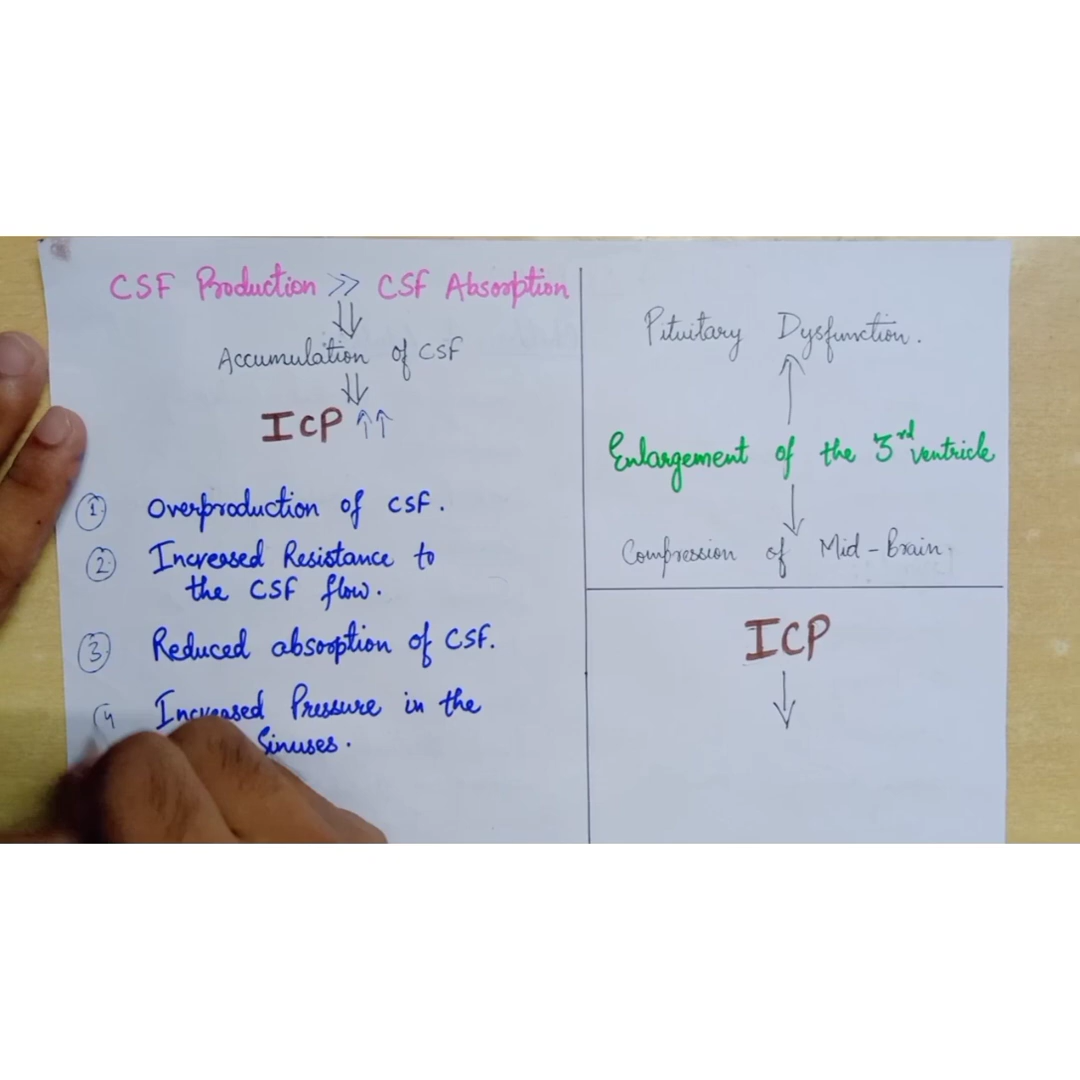 CSF Production >> CSF Absorption
⇓
Accumulation of CSF
⇓
ICP ↑↑
1. Overproduction of CSF.
2. Increased Resistance to
the CSF flow.
3. Reduced absorption of CSF.
4 Increased Pressure in the
Sinuses.
Pituitary Dysfunction.
↑
Enlargement of the 3rd ventricle
↓
Compression of Mid-Brain.
ICP
↓